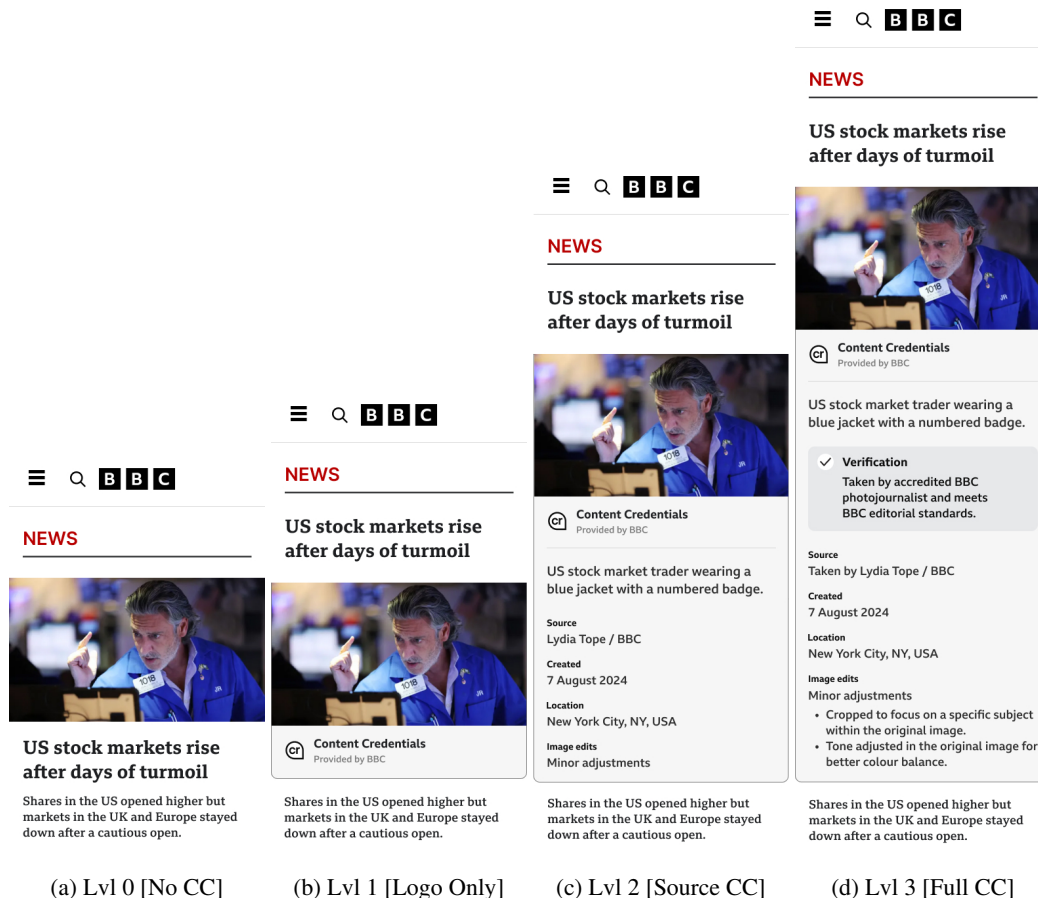 BBC
NEWS
1018
JR
US stock markets rise
after days of turmoil
Shares in the US opened higher but
markets in the UK and Europe stayed
down after a cautious open.
(a) Lvl 0 [No CC]
BBC
NEWS
US stock markets rise
after days of turmoil
1018
JR
cr
Content Credentials
Provided by BBC
Shares in the US opened higher but
markets in the UK and Europe stayed
down after a cautious open.
(b) Lvl 1 [Logo Only]
BBC
NEWS
US stock markets rise
after days of turmoil
1018
JR
cr
Content Credentials
Provided by BBC
US stock market trader wearing a
blue jacket with a numbered badge.
Source
Lydia Tope / BBC
Created
7 August 2024
Location
New York City, NY, USA
Image edits
Minor adjustments
Shares in the US opened higher but
markets in the UK and Europe stayed
down after a cautious open.
(c) Lvl 2 [Source CC]
BBC
NEWS
US stock markets rise
after days of turmoil
1018
JR
cr
Content Credentials
Provided by BBC
US stock market trader wearing a
blue jacket with a numbered badge.
Verification
Taken by accredited BBC
photojournalist and meets
BBC editorial standards.
Source
Taken by Lydia Tope / BBC
Created
7 August 2024
Location
New York City, NY, USA
Image edits
Minor adjustments
• Cropped to focus on a specific subject
within the original image.
• Tone adjusted in the original image for
better colour balance.
Shares in the US opened higher but
markets in the UK and Europe stayed
down after a cautious open.
(d) Lvl 3 [Full CC]